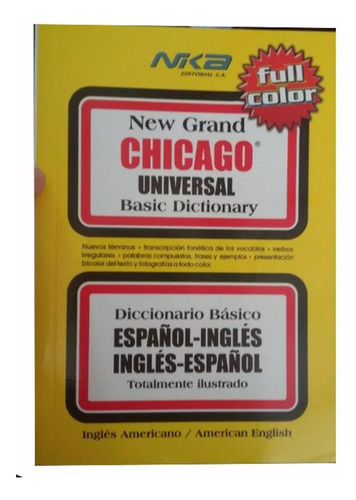 NIKA
EDITORIAL S.A.
full
color
New Grand
CHICAGO®
UNIVERSAL
Basic Dictionary
Nuevos términos • transcripción fonética de los vocablos • verbos
irregulares • palabras compuestas, frases y ejemplos • presentación
bicolor del texto y fotografías a todo color.
Diccionario Básico
ESPAÑOL-INGLÉS
INGLÉS-ESPAÑOL
Totalmente ilustrado
Inglés Americano / American English